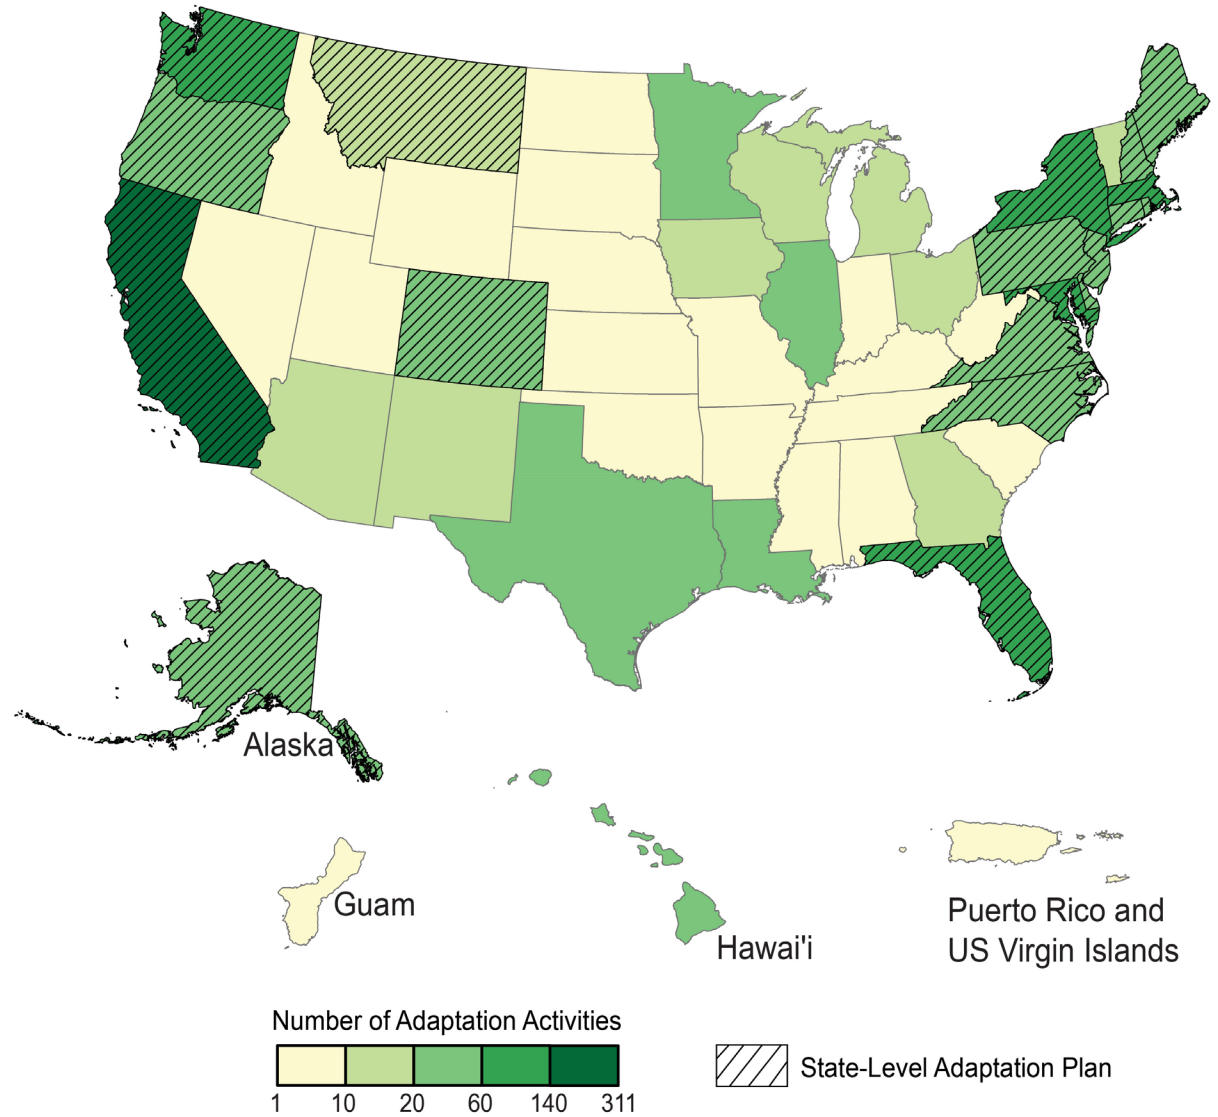 Alaska
Guam
Hawai'i
Puerto Rico and
US Virgin Islands
Number of Adaptation Activities
1 10 20 60 140 311
State-Level Adaptation Plan